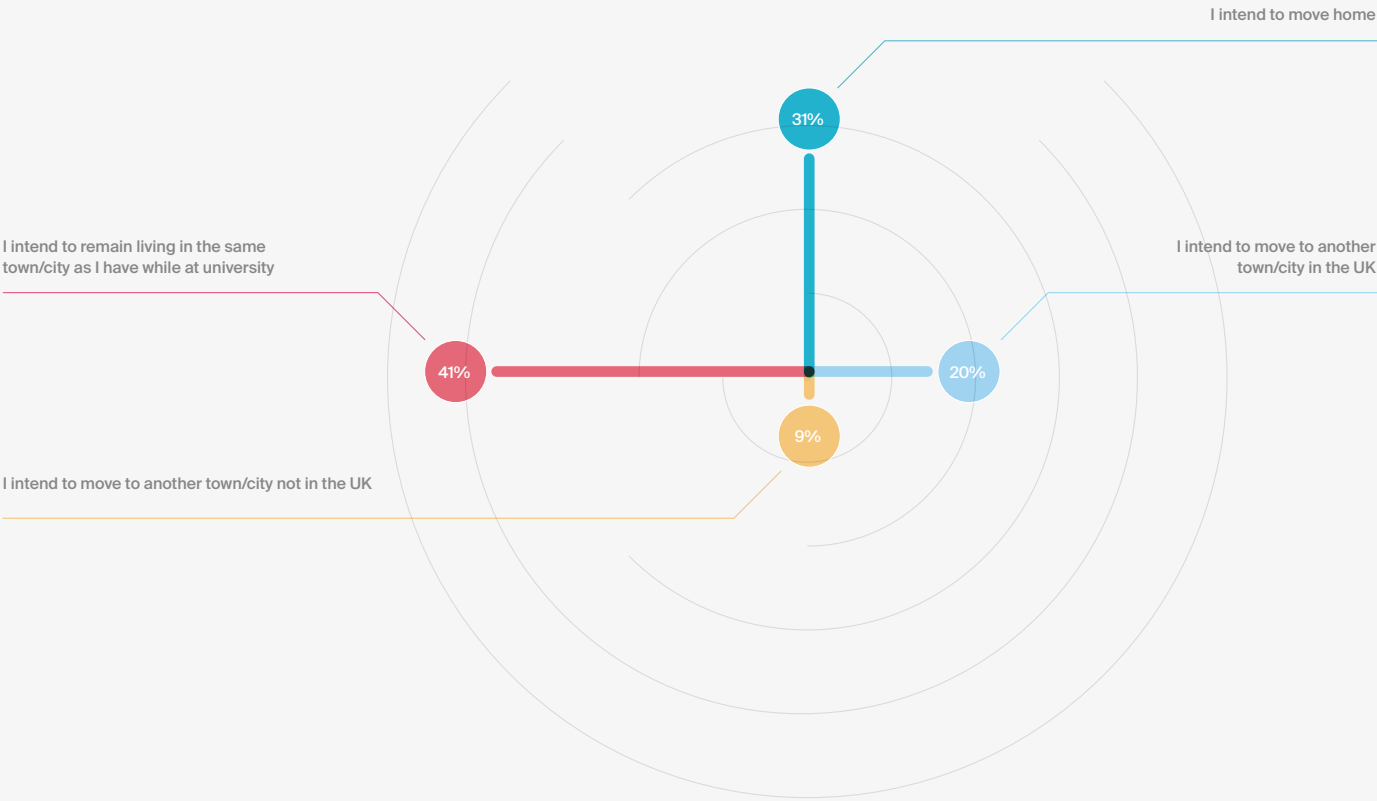 I intend to move home
31%
I intend to remain living in the same
town/city as I have while at university
I intend to move to another
town/city in the UK
41%
20%
9%
I intend to move to another town/city not in the UK